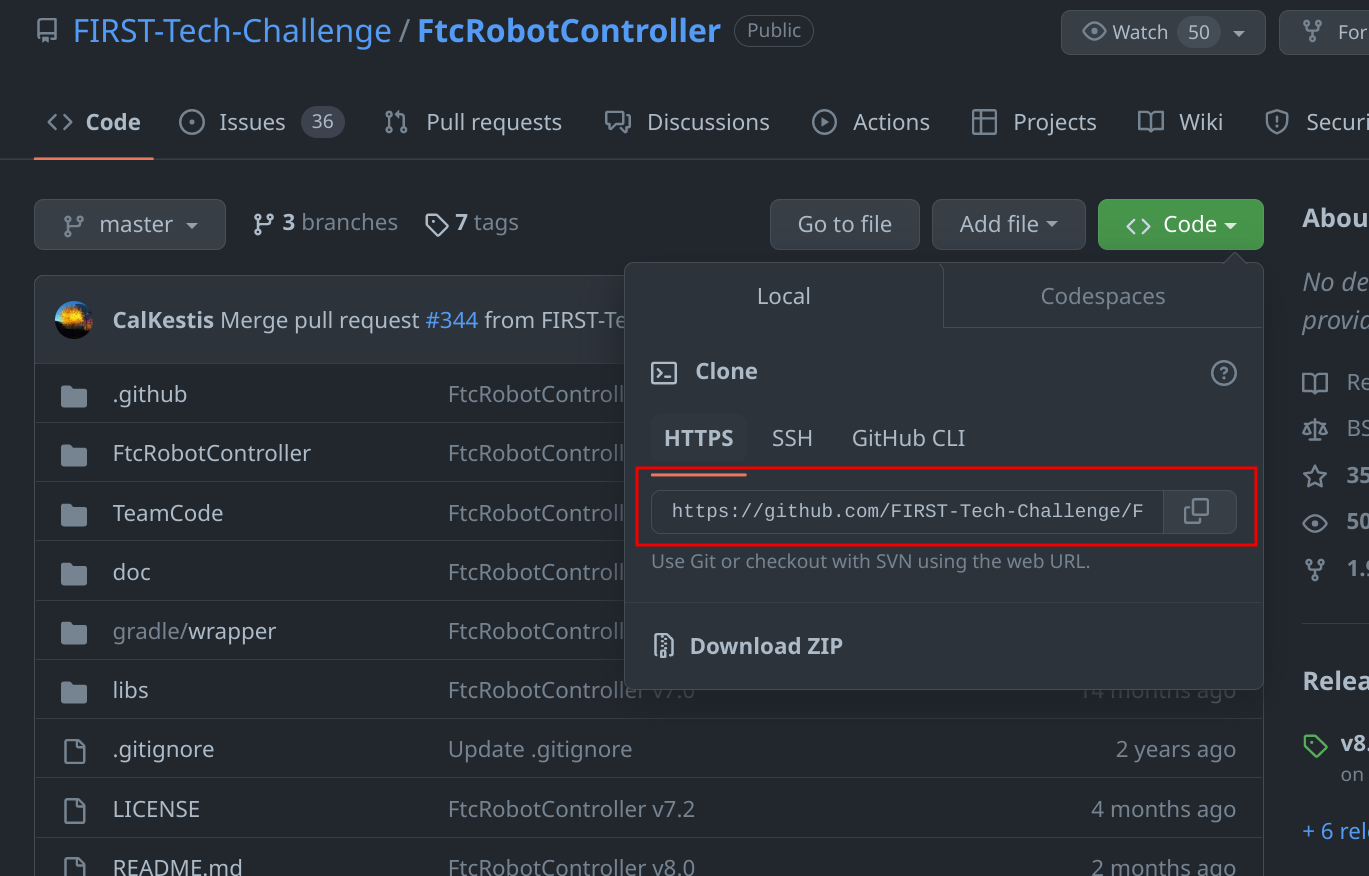 FIRST-Tech-Challenge / FtcRobotController Public
Watch 50
For
Code
Issues 36
Pull requests
Discussions
Actions
Projects
Wiki
Securi
master
3 branches
7 tags
Go to file
Add file
Code
Abou
Local
Codespaces
No de
provid
CalKestis Merge pull request #344 from FIRST-Te
Clone
Re
.github FtcRobotControll
BS
HTTPS
SSH
GitHub CLI
FtcRobotController FtcRobotControll
35
https://github.com/FIRST-Tech-Challenge/F
TeamCode FtcRobotControll
50
Use Git or checkout with SVN using the web URL.
doc FtcRobotControll
1.9
gradle/wrapper FtcRobotControll
Download ZIP
libs FtcRobotController v7.0 14 months ago
Relea
.gitignore Update .gitignore 2 years ago
v8.
on
LICENSE FtcRobotController v7.2 4 months ago
+ 6 rel
README.md FtcRobotController v8.0 2 months ago